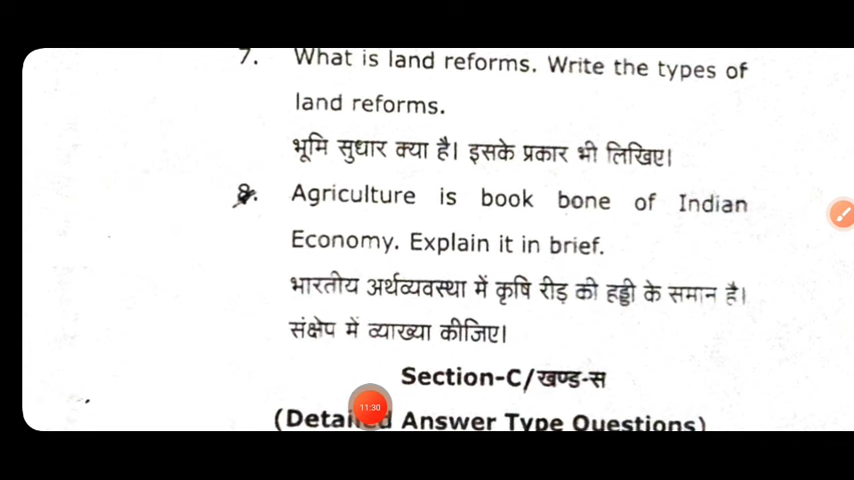 7. What is land reforms. Write the types of
land reforms.
भूमि सुधार क्या है। इसके प्रकार भी लिखिए।
8. Agriculture is book bone of Indian
Economy. Explain it in brief.
भारतीय अर्थव्यवस्था में कृषि रीड़ की हड्डी के समान है।
संक्षेप में व्याख्या कीजिए।
Section-C/खण्ड-स
11:30
(Detailed Answer Type Questions)